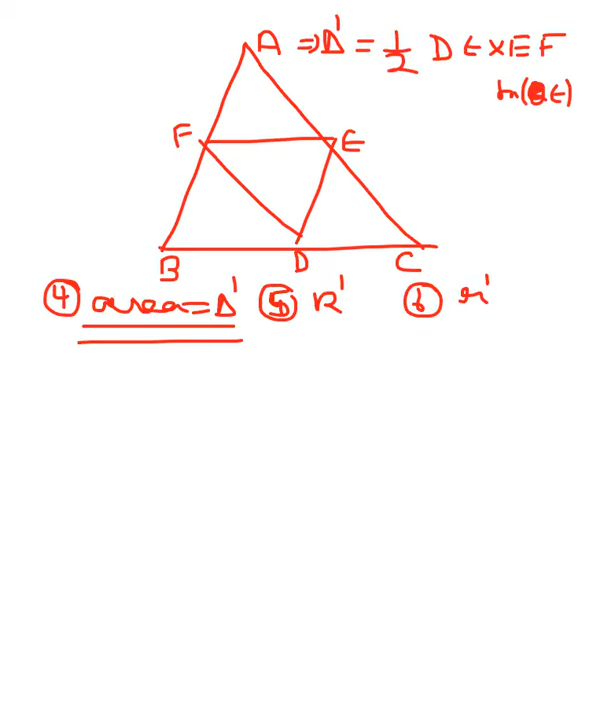 A ⇒ Δ' = 1/2 DE × EF
F E
B D C
④ area = Δ' ⑤ R' ⑥ r'